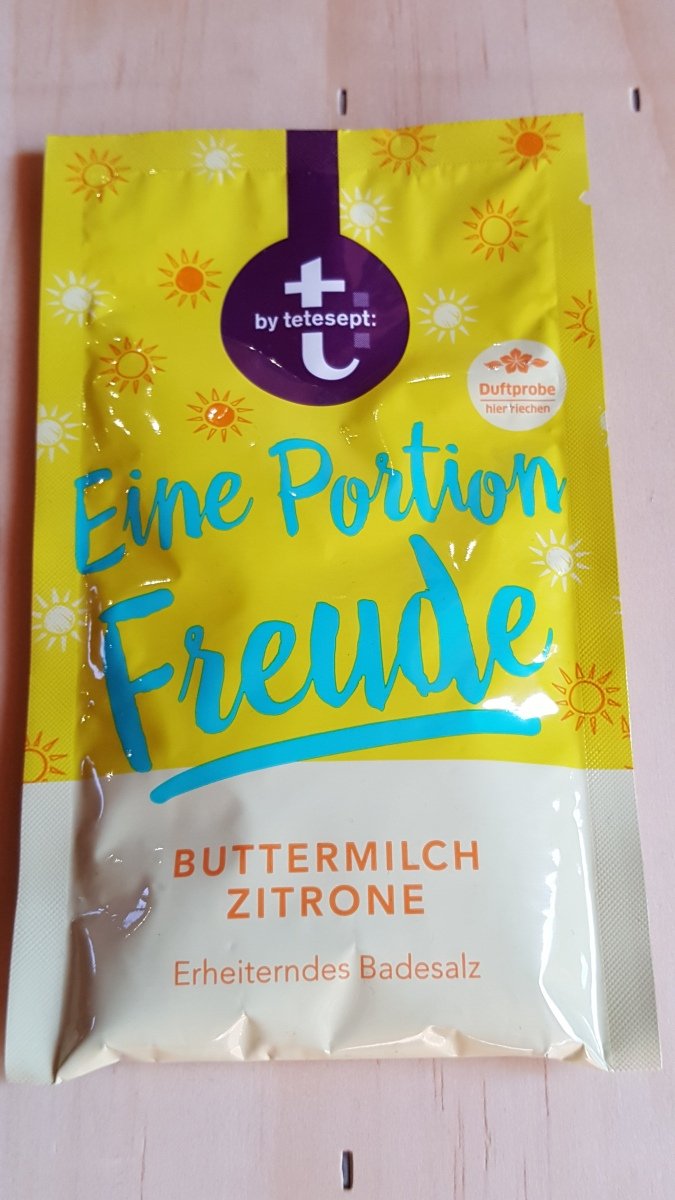 t
by tetesept:
Duftprobe
hier riechen
Eine Portion
Freude
BUTTERMILCH
ZITRONE
Erheiterndes Badesalz